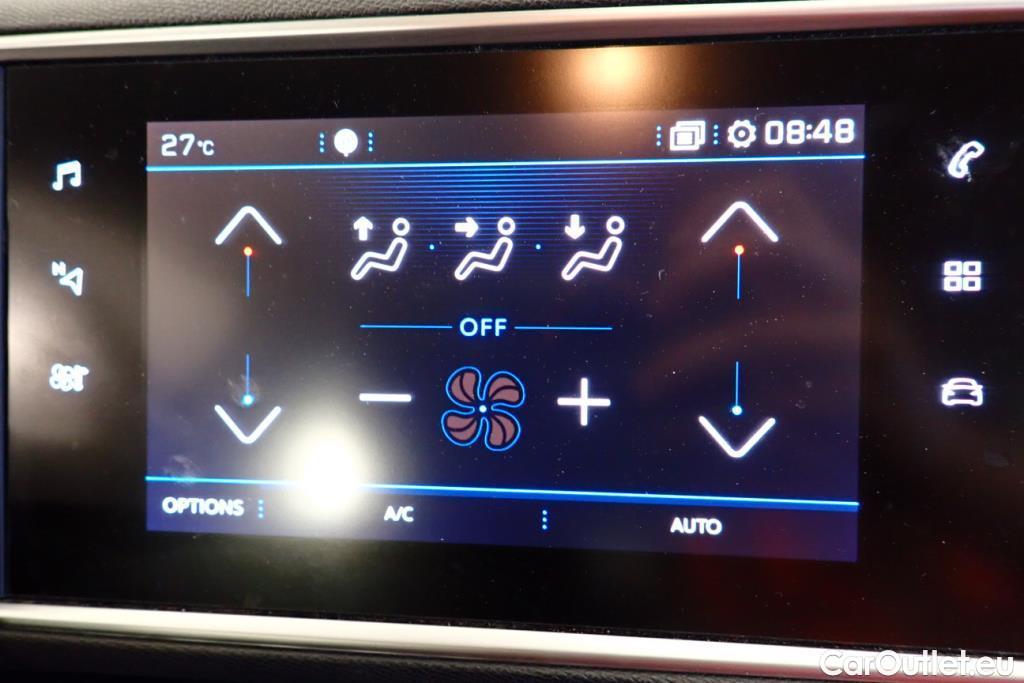 27°C 08:48
N
OFF
OPTIONS A/C AUTO
CarOutlet.eu